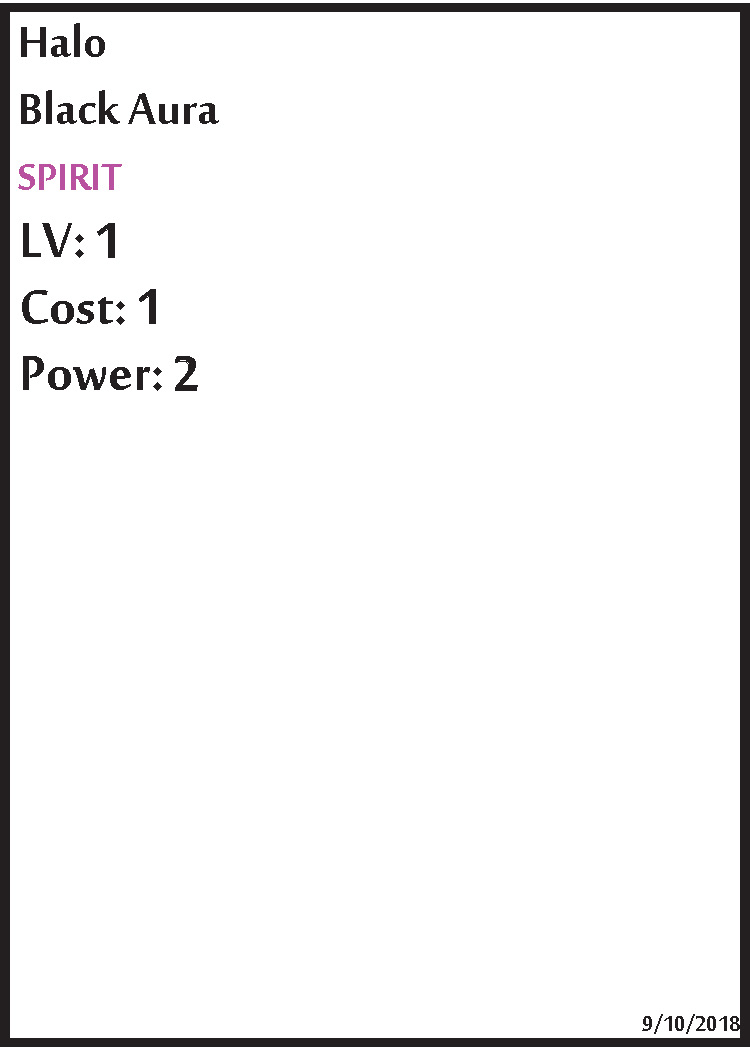 Halo
Black Aura
SPIRIT
LV: 1
Cost: 1
Power: 2
9/10/2018